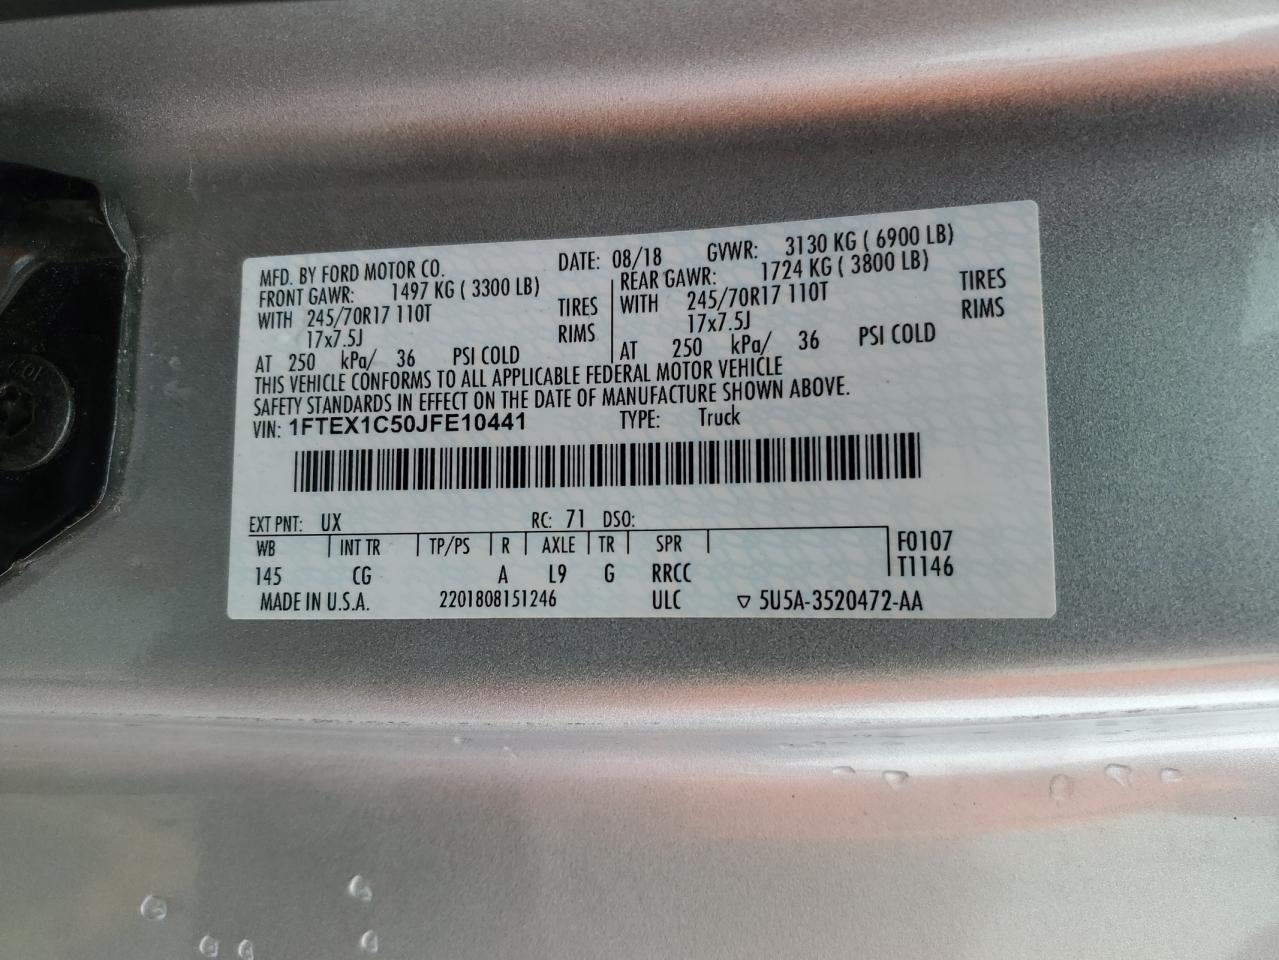 MFD. BY FORD MOTOR CO. DATE: 08/18 GVWR: 3130 KG ( 6900 LB)
FRONT GAWR: 1497 KG ( 3300 LB) REAR GAWR: 1724 KG ( 3800 LB)
WITH 245/70R17 110T TIRES WITH 245/70R17 110T TIRES
17x7.5J RIMS 17x7.5J RIMS
AT 250 kPa/ 36 PSI COLD AT 250 kPa/ 36 PSI COLD
THIS VEHICLE CONFORMS TO ALL APPLICABLE FEDERAL MOTOR VEHICLE
SAFETY STANDARDS IN EFFECT ON THE DATE OF MANUFACTURE SHOWN ABOVE.
VIN: 1FTEX1C50JFE10441 TYPE: Truck
EXT PNT: UX RC: 71 DSO:
WB INT TR TP/PS R AXLE TR SPR F0107
145 CG A L9 G RRCC T1146
MADE IN U.S.A. 2201808151246 ULC ▽ 5U5A-3520472-AA